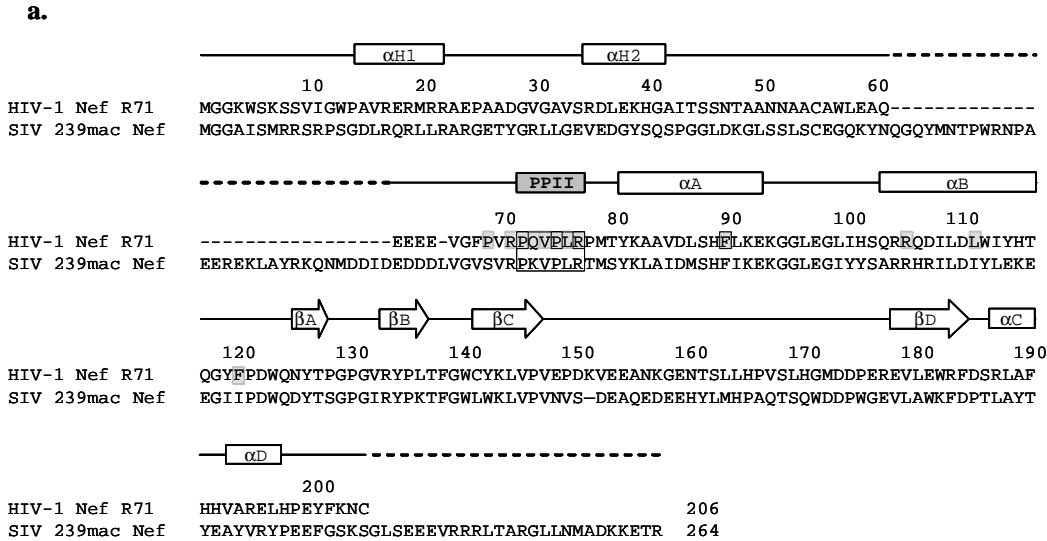 a.
αH1 αH2
10 20 30 40 50 60
HIV-1 Nef R71 MGGKWSKSSVIGWPAVRERMRRAEPAADGVGAVSRDLEKHGAITSSNTAANNAACAWLEAQ-------------
SIV 239mac Nef MGGAISMRRSRPSGDLRQRLLRARGETYGRLLGEVEDGYSQSPGGLDKGLSSLSCEGQKYNQGQYMNTPWRNPA
PPII αA αB
70 80 90 100 110
HIV-1 Nef R71 -----------------EEEE-VGFPVRPQVPLRPMTYKAAVDLSHFLKEKGGLEGLIHSQRRQDILDLWIYHT
SIV 239mac Nef EEREKLAYRKQNMDDIDEDDDLVGVSVRPKVPLRTMSYKLAIDMSHFIKEKGGLEGIYYSARRHRILDIYLEKE
βA βB βC βD αC
120 130 140 150 160 170 180 190
HIV-1 Nef R71 QGYFPDWQNYTPGPGVRYPLTFGWCYKLVPVEPDKVEEANKGENTSLLHPVSLHGMDDPEREVLEWRFDSRLAF
SIV 239mac Nef EGIIPDWQDYTSGPGIRYPKTFGWLWKLVPVNVS–DEAQEDEEHYLMHPAQTSQWDDPWGEVLAWKFDPTLAYT
αD
200
HIV-1 Nef R71 HHVARELHPEYFKNC 206
SIV 239mac Nef YEAYVRYPEEFGSKSGLSEEEVRRRLTARGLLNMADKKETR 264